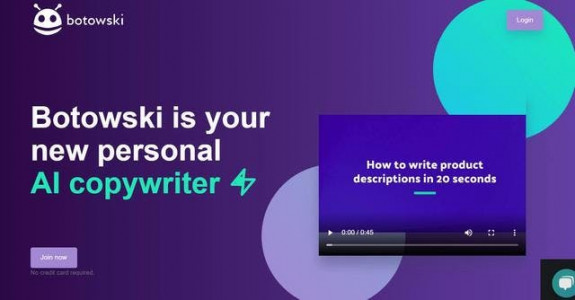 botowski
Login
Botowski is your
new personal
AI copywriter
How to write product
descriptions in 20 seconds
0:00 / 0:45
Join now
No credit card required.